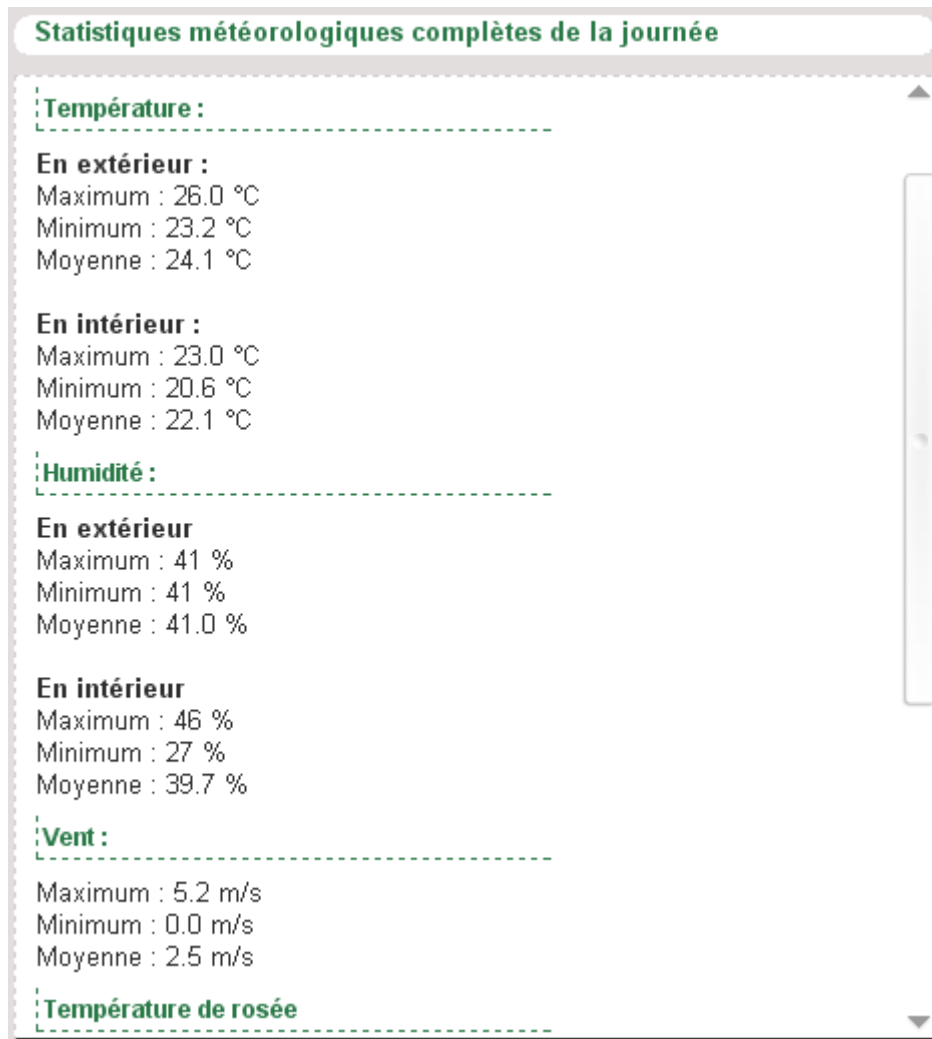 Statistiques météorologiques complètes de la journée
Température :
En extérieur :
Maximum : 26.0 °C
Minimum : 23.2 °C
Moyenne : 24.1 °C
En intérieur :
Maximum : 23.0 °C
Minimum : 20.6 °C
Moyenne : 22.1 °C
Humidité :
En extérieur
Maximum : 41 %
Minimum : 41 %
Moyenne : 41.0 %
En intérieur
Maximum : 46 %
Minimum : 27 %
Moyenne : 39.7 %
Vent :
Maximum : 5.2 m/s
Minimum : 0.0 m/s
Moyenne : 2.5 m/s
Température de rosée